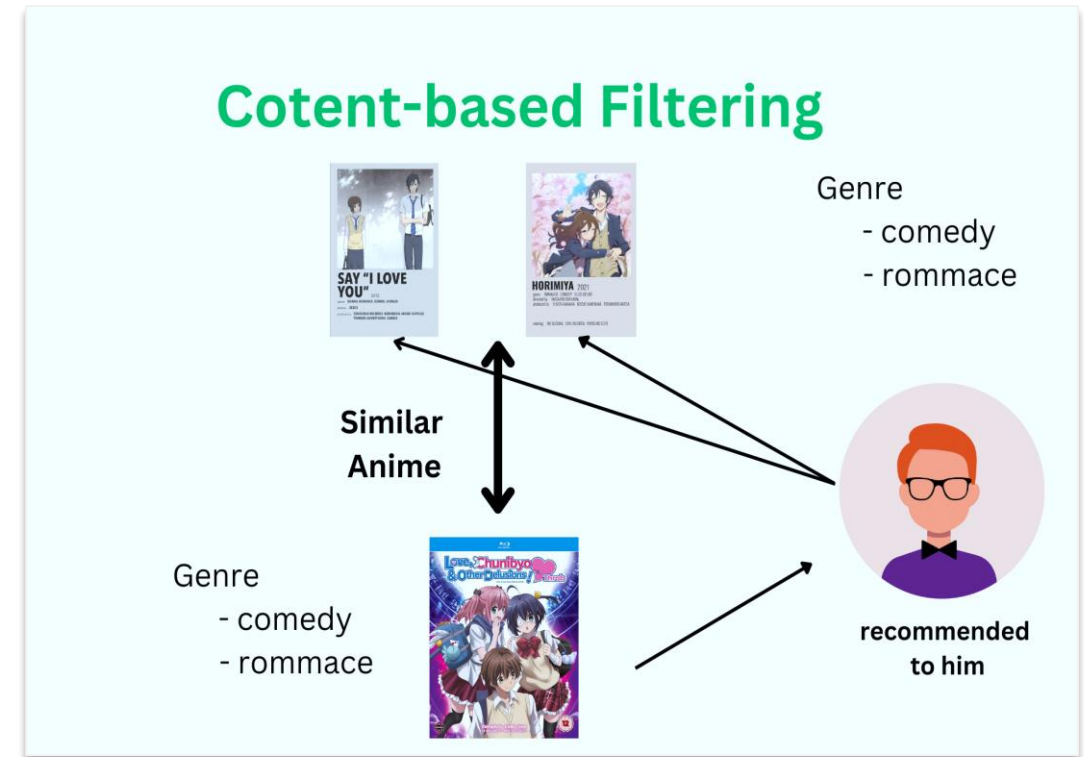 Cotent-based Filtering
SAY "I LOVE
YOU"
HORIMIYA 2021
Genre
- comedy
- rommace
Similar
Anime
Genre
- comedy
- rommace
Love, Chunibyo
& Other Delusions!
12
recommended
to him